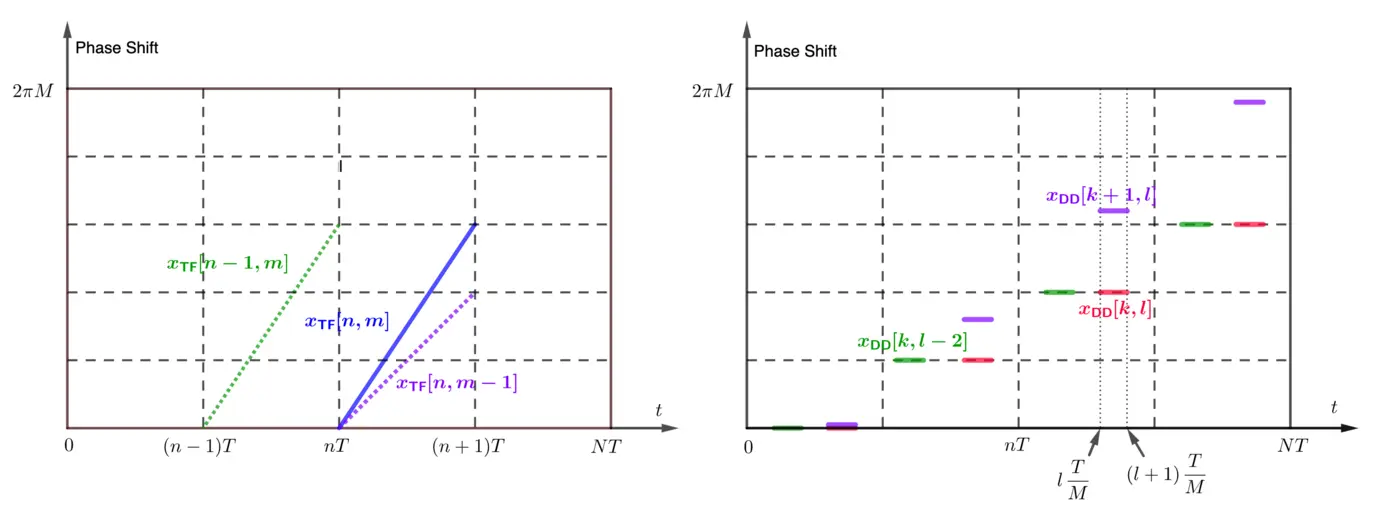 Phase Shift
2πM
x_TF[n − 1, m]
x_TF[n, m]
x_TF[n, m − 1]
t
0
(n − 1)T
nT
(n + 1)T
NT
Phase Shift
2πM
x_DD[k + 1, l]
x_DD[k, l]
x_DD[k, l − 2]
t
0
nT
NT
l T/M
(l + 1) T/M